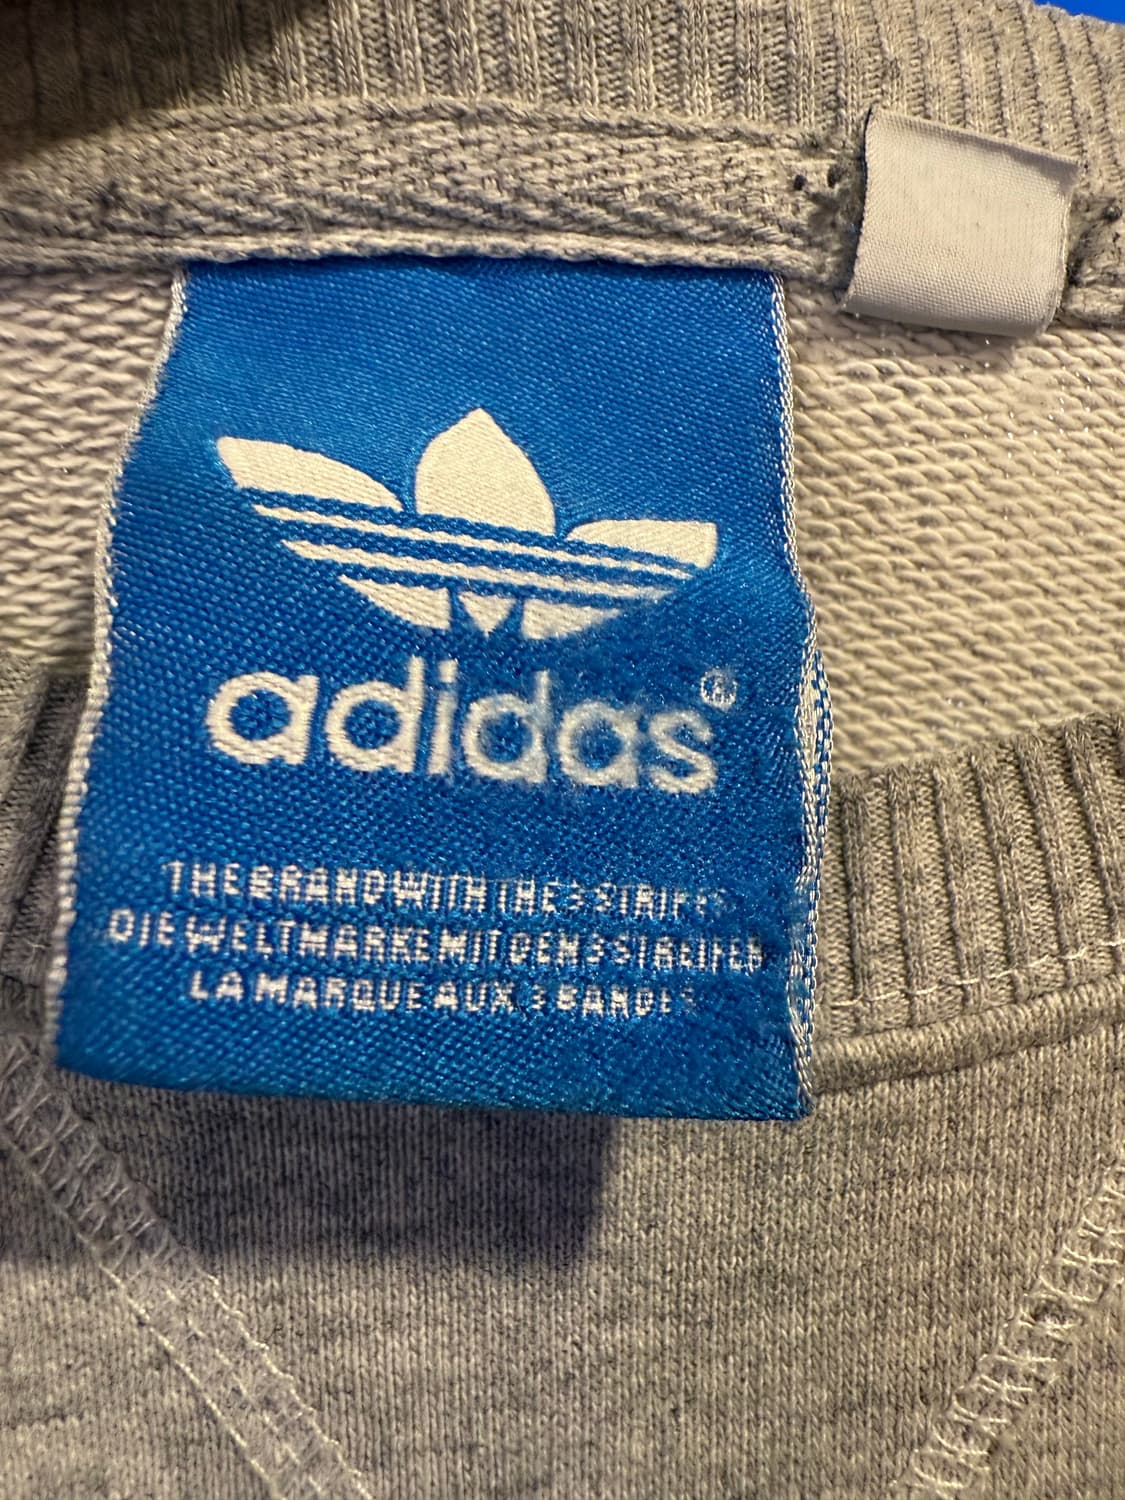 adidas®
THE BRAND WITH THE 3 STRIPES
DIE WELTMARKE MIT DEN 3 STREIFEN
LA MARQUE AUX 3 BANDES